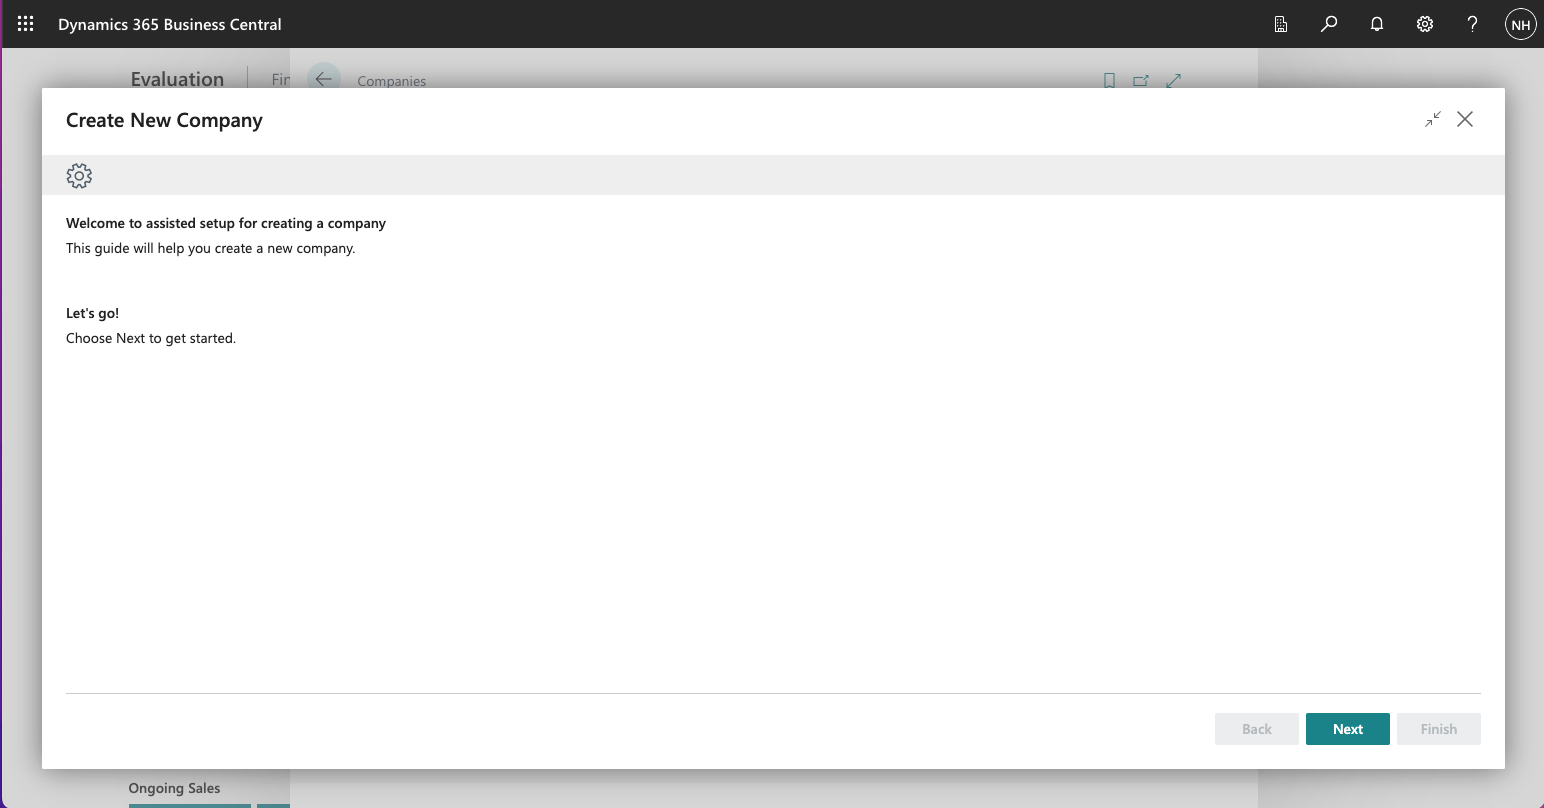 Dynamics 365 Business Central
NH
Evaluation
Fin
Companies
Create New Company
Welcome to assisted setup for creating a company
This guide will help you create a new company.
Let's go!
Choose Next to get started.
Back
Next
Finish
Ongoing Sales